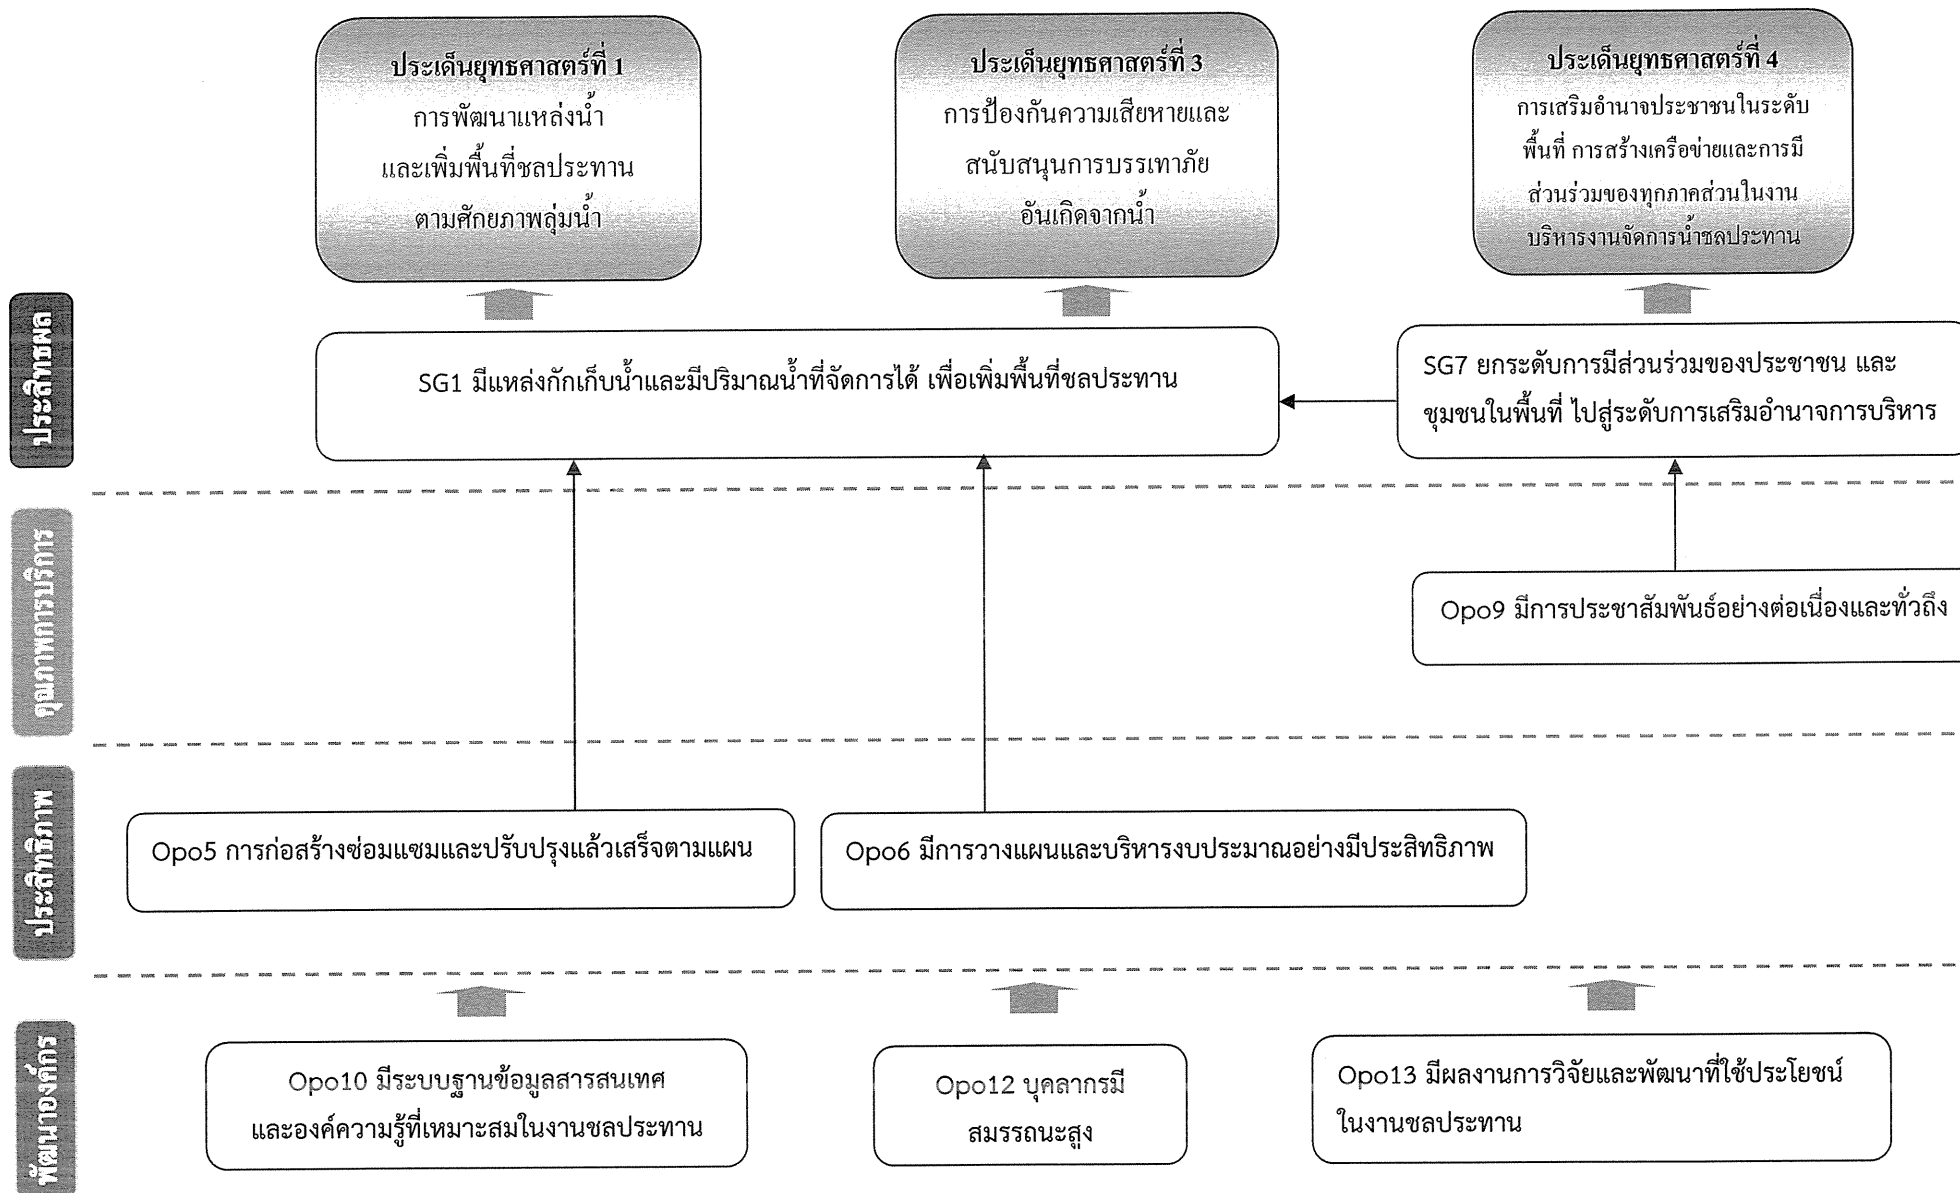 ประเด็นยุทธศาสตร์ที่ 1
การพัฒนาแหล่งน้ำ
และเพิ่มพื้นที่ชลประทาน
ตามศักยภาพลุ่มน้ำ
ประเด็นยุทธศาสตร์ที่ 3
การป้องกันความเสียหายและ
สนับสนุนการบรรเทาภัย
อันเกิดจากน้ำ
ประเด็นยุทธศาสตร์ที่ 4
การเสริมอำนาจประชาชนในระดับ
พื้นที่ การสร้างเครือข่ายและการมี
ส่วนร่วมของทุกภาคส่วนในงาน
บริหารงานจัดการน้ำชลประทาน
ประสิทธผล
SG1 มีแหล่งกักเก็บน้ำและมีปริมาณน้ำที่จัดการได้ เพื่อเพิ่มพื้นที่ชลประทาน
SG7 ยกระดับการมีส่วนร่วมของประชาชน และ
ชุมชนในพื้นที่ ไปสู่ระดับการเสริมอำนาจการบริหาร
คุณภาพการบริการ
Opo9 มีการประชาสัมพันธ์อย่างต่อเนื่องและทั่วถึง
ประสิทธิภาพ
Opo5 การก่อสร้างซ่อมแซมและปรับปรุงแล้วเสร็จตามแผน
Opo6 มีการวางแผนและบริหารงบประมาณอย่างมีประสิทธิภาพ
พัฒนาองค์กร
Opo10 มีระบบฐานข้อมูลสารสนเทศ
และองค์ความรู้ที่เหมาะสมในงานชลประทาน
Opo12 บุคลากรมี
สมรรถนะสูง
Opo13 มีผลงานการวิจัยและพัฒนาที่ใช้ประโยชน์
ในงานชลประทาน